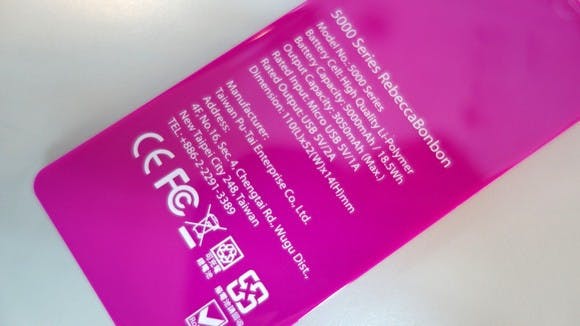 5000 Series RebeccaBonbon
Model No.: 5000 Series
Battery Cell: High Quality Li-Polymer
Battery Capacity: 5000mAh / 18.5Wh
Output Capacity: 3050mAh (Max.)
Rated Input: Micro USB 5V/1A
Rated Output: USB 5V/2A
Dimension: 110(L)x51(W)x14(H)mm
Manufacturer:
Taiwan Pu-Tai Enterprise Co., Ltd.
Address:
4F.No.16, Sec.4, Chengtai Rd., Wugu Dist.,
New Taipei City 248, Taiwan
TEL:+886-2-2291-3389
CE FC